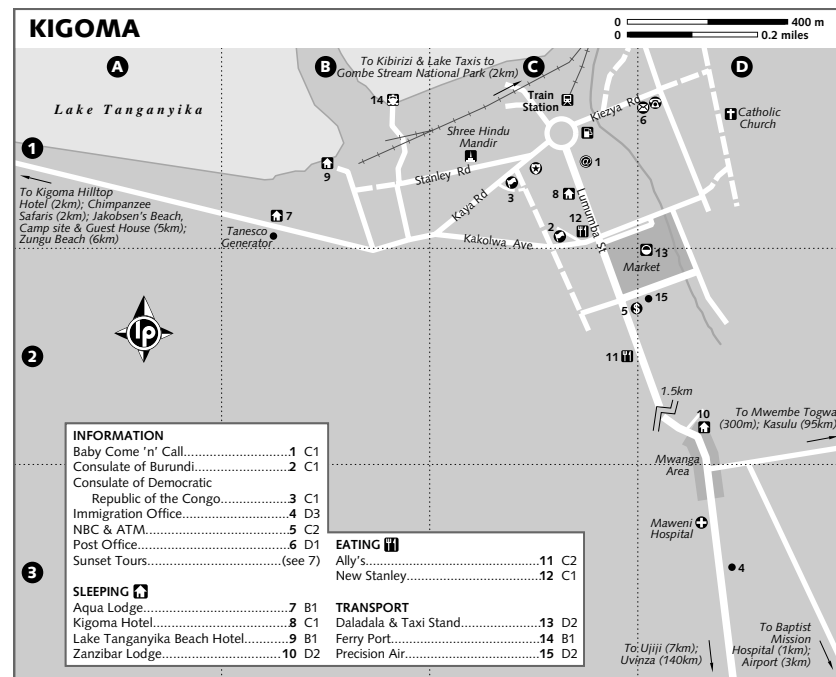 KIGOMA
0 400 m
0 0.2 miles
A
B
C
D
To Kibirizi & Lake Taxis to
Gombe Stream National Park (2km)
Lake Tanganyika
14
Train
Station
Kiezya Rd
6
Catholic
Church
Shree Hindu
Mandir
1
9
Stanley Rd
1
3
8
Kaya Rd
Lumumba St
12
To Kigoma Hilltop
Hotel (2km); Chimpanzee
Safaris (2km); Jakobsen's Beach,
Camp site & Guest House (5km);
Zungu Beach (6km)
7
Tanesco
Generator
Kakolwa Ave
2
13
Market
15
5
lp
2
11
1.5km
10
To Mwembe Togwa
(300m); Kasulu (95km)
Mwanga
Area
Maweni
Hospital
3
4
To Ujiji (7km);
Uvinza (140km)
To Baptist
Mission
Hospital (1km);
Airport (3km)
INFORMATION
Baby Come 'n' Call 1 C1
Consulate of Burundi 2 C1
Consulate of Democratic
Republic of the Congo 3 C1
Immigration Office 4 D3
NBC & ATM 5 C2
Post Office 6 D1
Sunset Tours (see 7)
SLEEPING
Aqua Lodge 7 B1
Kigoma Hotel 8 C1
Lake Tanganyika Beach Hotel 9 B1
Zanzibar Lodge 10 D2
EATING
Ally's 11 C2
New Stanley 12 C1
TRANSPORT
Daladala & Taxi Stand 13 D2
Ferry Port 14 B1
Precision Air 15 D2